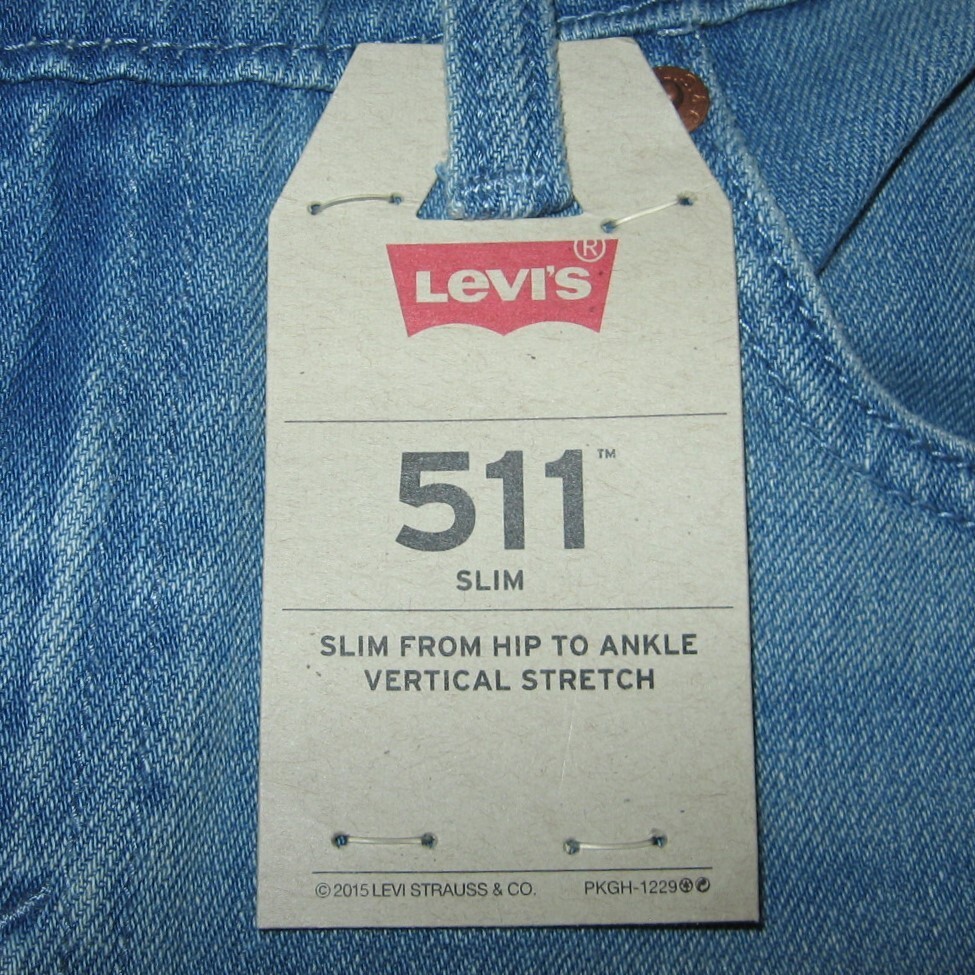 LEVI'S®
511™
SLIM
SLIM FROM HIP TO ANKLE
VERTICAL STRETCH
© 2015 LEVI STRAUSS & CO. PKGH-1229